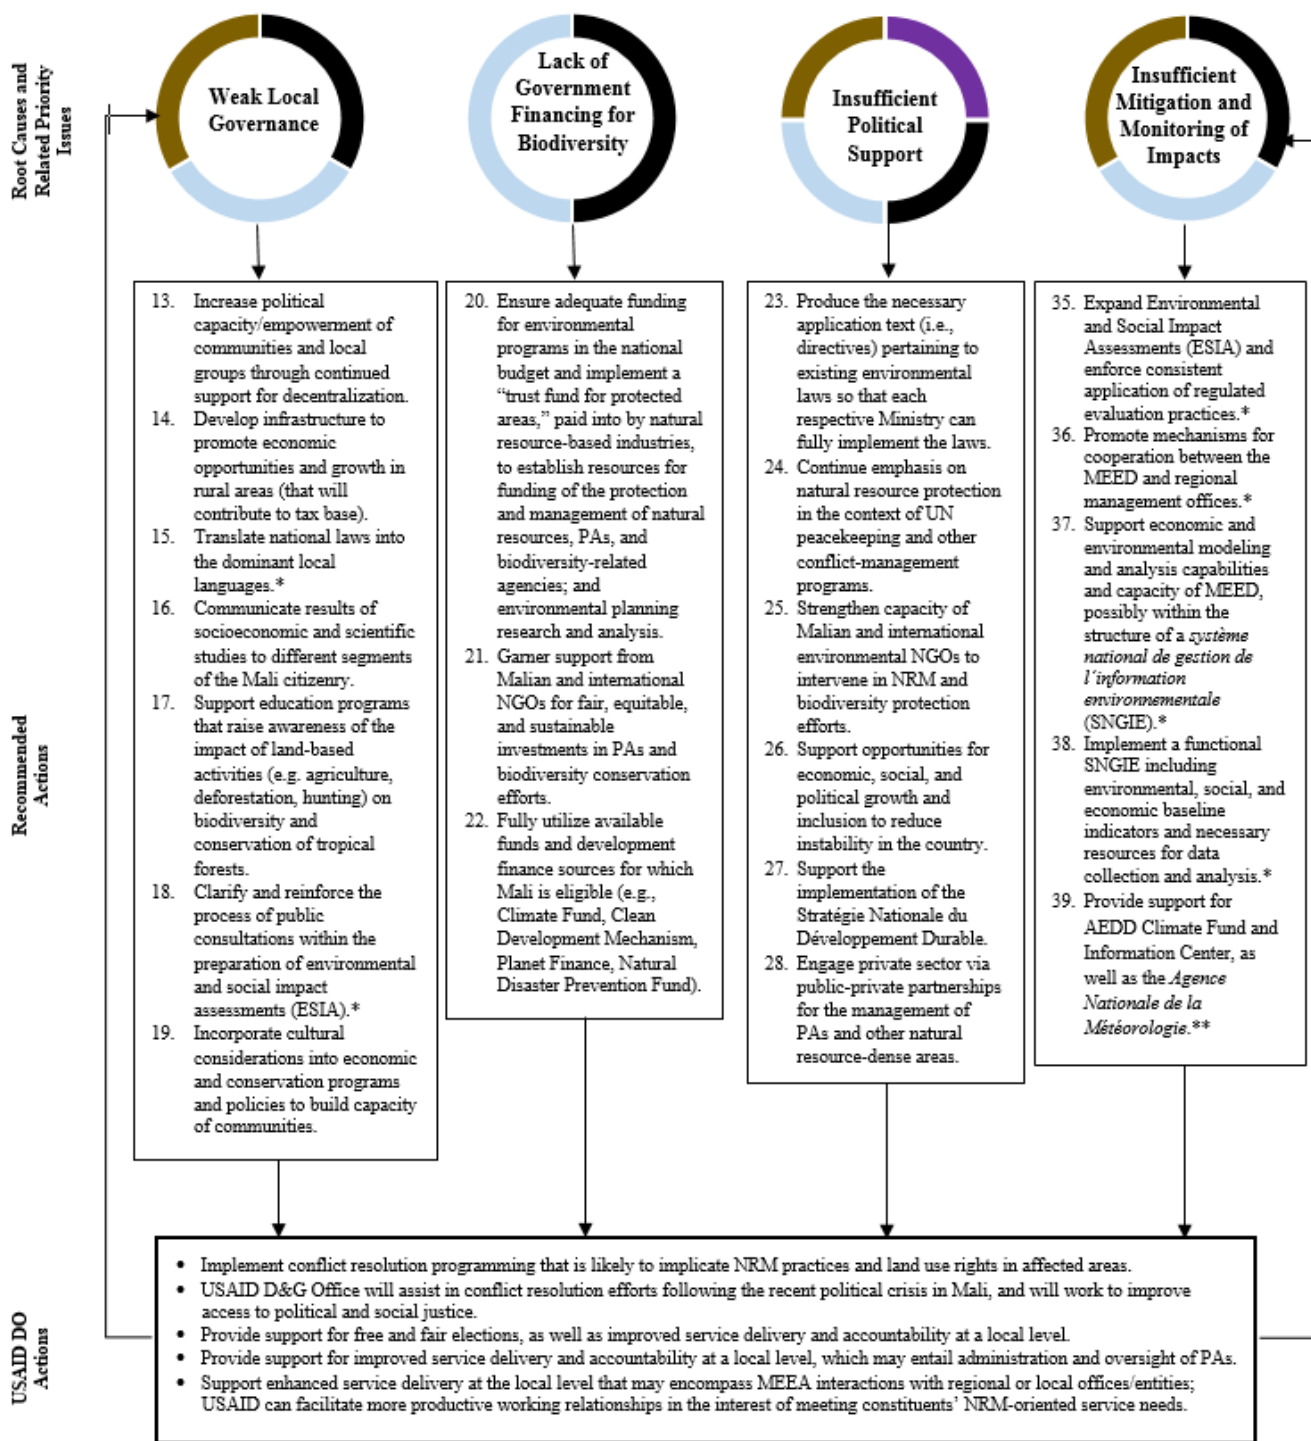 Root Causes and
Related Priority
Issues
Weak Local
Governance
Lack of
Government
Financing for
Biodiversity
Insufficient
Political
Support
Insufficient
Mitigation and
Monitoring of
Impacts
Recommended
Actions
13. Increase political
capacity/empowerment of
communities and local
groups through continued
support for decentralization.
14. Develop infrastructure to
promote economic
opportunities and growth in
rural areas (that will
contribute to tax base).
15. Translate national laws into
the dominant local
languages.*
16. Communicate results of
socioeconomic and scientific
studies to different segments
of the Mali citizenry.
17. Support education programs
that raise awareness of the
impact of land-based
activities (e.g. agriculture,
deforestation, hunting) on
biodiversity and
conservation of tropical
forests.
18. Clarify and reinforce the
process of public
consultations within the
preparation of environmental
and social impact
assessments (ESIA).*
19. Incorporate cultural
considerations into economic
and conservation programs
and policies to build capacity
of communities.
20. Ensure adequate funding
for environmental
programs in the national
budget and implement a
“trust fund for protected
areas,” paid into by natural
resource-based industries,
to establish resources for
funding of the protection
and management of natural
resources, PAs, and
biodiversity-related
agencies; and
environmental planning
research and analysis.
21. Garner support from
Malian and international
NGOs for fair, equitable,
and sustainable
investments in PAs and
biodiversity conservation
efforts.
22. Fully utilize available
funds and development
finance sources for which
Mali is eligible (e.g.,
Climate Fund, Clean
Development Mechanism,
Planet Finance, Natural
Disaster Prevention Fund).
23. Produce the necessary
application text (i.e.,
directives) pertaining to
existing environmental
laws so that each
respective Ministry can
fully implement the laws.
24. Continue emphasis on
natural resource protection
in the context of UN
peacekeeping and other
conflict-management
programs.
25. Strengthen capacity of
Malian and international
environmental NGOs to
intervene in NRM and
biodiversity protection
efforts.
26. Support opportunities for
economic, social, and
political growth and
inclusion to reduce
instability in the country.
27. Support the
implementation of the
Stratégie Nationale du
Développement Durable.
28. Engage private sector via
public-private partnerships
for the management of
PAs and other natural
resource-dense areas.
35. Expand Environmental
and Social Impact
Assessments (ESIA) and
enforce consistent
application of regulated
evaluation practices.*
36. Promote mechanisms for
cooperation between the
MEED and regional
management offices.*
37. Support economic and
environmental modeling
and analysis capabilities
and capacity of MEED,
possibly within the
structure of a système
national de gestion de
l´information
environnementale
(SNGIE).*
38. Implement a functional
SNGIE including
environmental, social, and
economic baseline
indicators and necessary
resources for data
collection and analysis.*
39. Provide support for
AEDD Climate Fund and
Information Center, as
well as the Agence
Nationale de la
Météorologie.**
USAID DO
Actions
• Implement conflict resolution programming that is likely to implicate NRM practices and land use rights in affected areas.
• USAID D&G Office will assist in conflict resolution efforts following the recent political crisis in Mali, and will work to improve
access to political and social justice.
• Provide support for free and fair elections, as well as improved service delivery and accountability at a local level.
• Provide support for improved service delivery and accountability at a local level, which may entail administration and oversight of PAs.
• Support enhanced service delivery at the local level that may encompass MEEA interactions with regional or local offices/entities;
USAID can facilitate more productive working relationships in the interest of meeting constituents’ NRM-oriented service needs.